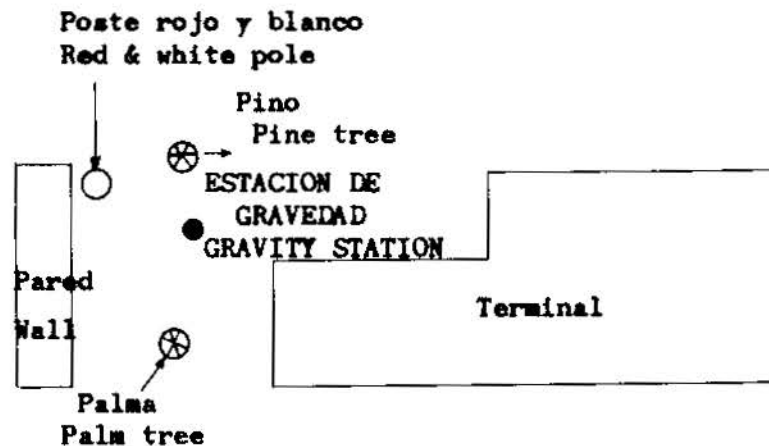 Poste rojo y blanco
Red & white pole
Pino
Pine tree
ESTACION DE
GRAVEDAD
GRAVITY STATION
Pared
Wall
Terminal
Palma
Palm tree